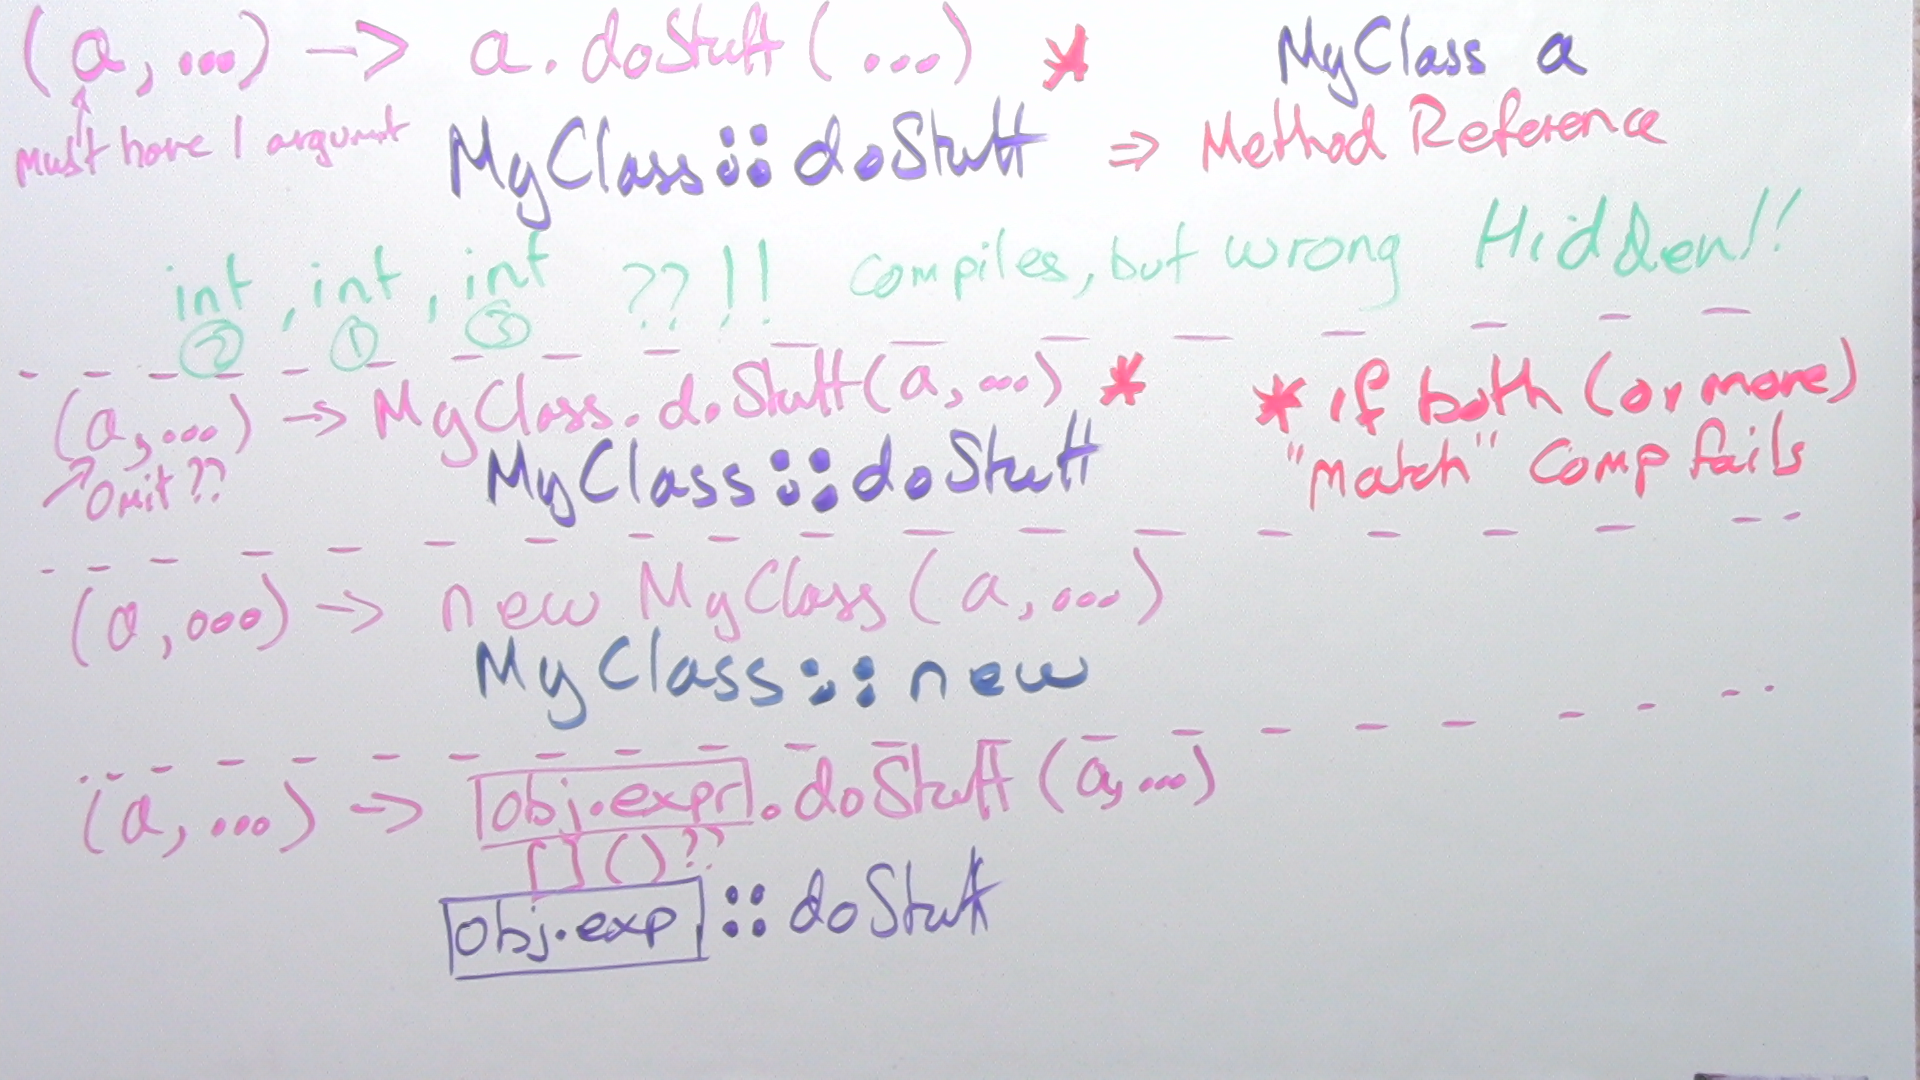 (a, ...) -> a.doStuff(...) * MyClass a
must have 1 argument MyClass::doStuff => Method Reference
int, int, int ??!! compiles, but wrong Hidden!!
② ① ③
(a, ...) -> MyClass.doStuff(a, ...) * * if both (or more)
Omit?? MyClass::doStuff "match" Comp fails
(a, ...) -> new MyClass(a, ...)
MyClass::new
(a, ...) -> obj.expr.doStuff(a, ...)
[] () ??
obj.exp :: doStuff